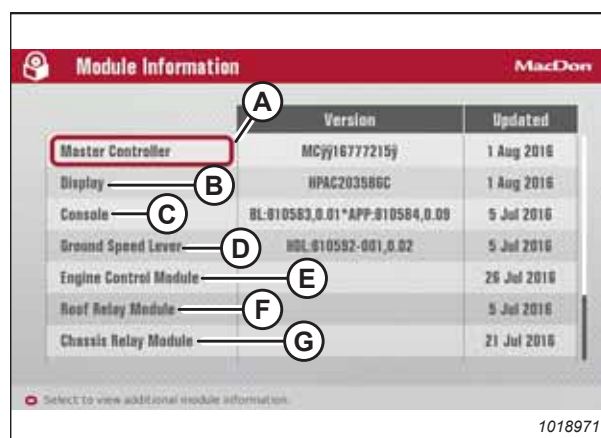 Module Information MacDon
A
Version Updated
Master Controller MCÿÿ16777215ÿ 1 Aug 2016
Display B HPAC203586C 1 Aug 2016
Console C BL:810583,0.01*APP:810584,0.09 5 Jul 2016
Ground Speed Lever D HGL:810592-001,0.02 5 Jul 2016
Engine Control Module E 26 Jul 2016
Roof Relay Module F 5 Jul 2016
Chassis Relay Module G 21 Jul 2016
Select to view additional module information.
1018971